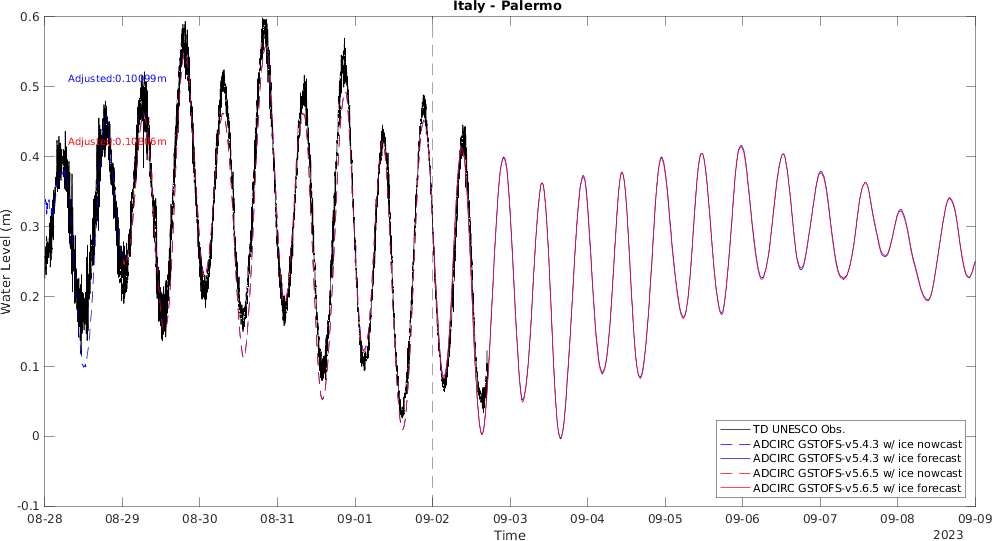 Italy - Palermo
0.6
0.5
0.4
0.3
0.2
0.1
0
-0.1
Water Level (m)
Adjusted:0.10099m
TD UNESCO Obs.
ADCIRC GSTOFS-v5.4.3 w/ ice nowcast
ADCIRC GSTOFS-v5.4.3 w/ ice forecast
ADCIRC GSTOFS-v5.6.5 w/ ice nowcast
ADCIRC GSTOFS-v5.6.5 w/ ice forecast
08-28 08-29 08-30 08-31 09-01 09-02 09-03 09-04 09-05 09-06 09-07 09-08 09-09
Time
2023